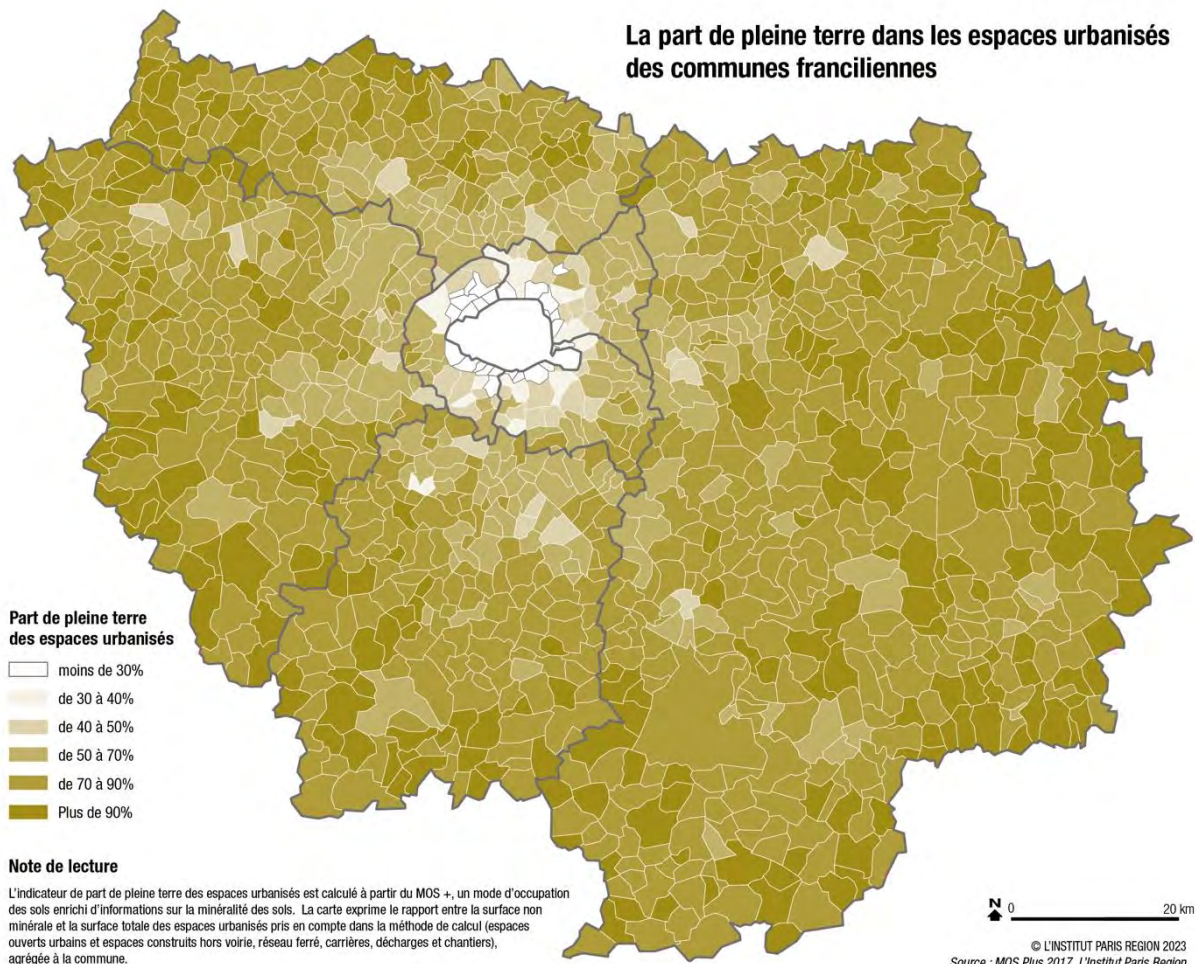 La part de pleine terre dans les espaces urbanisés
des communes franciliennes
Part de pleine terre
des espaces urbanisés
moins de 30%
de 30 à 40%
de 40 à 50%
de 50 à 70%
de 70 à 90%
Plus de 90%
Note de lecture
L'indicateur de part de pleine terre des espaces urbanisés est calculé à partir du MOS +, un mode d'occupation
des sols enrichi d'informations sur la minéralité des sols. La carte exprime le rapport entre la surface non
minérale et la surface totale des espaces urbanisés pris en compte dans la méthode de calcul (espaces
ouverts urbains et espaces construits hors voirie, réseau ferré, carrières, décharges et chantiers),
agrégée à la commune.
N 0 20 km
© L'INSTITUT PARIS REGION 2023
Source : MOS Plus 2017, L'Institut Paris Region